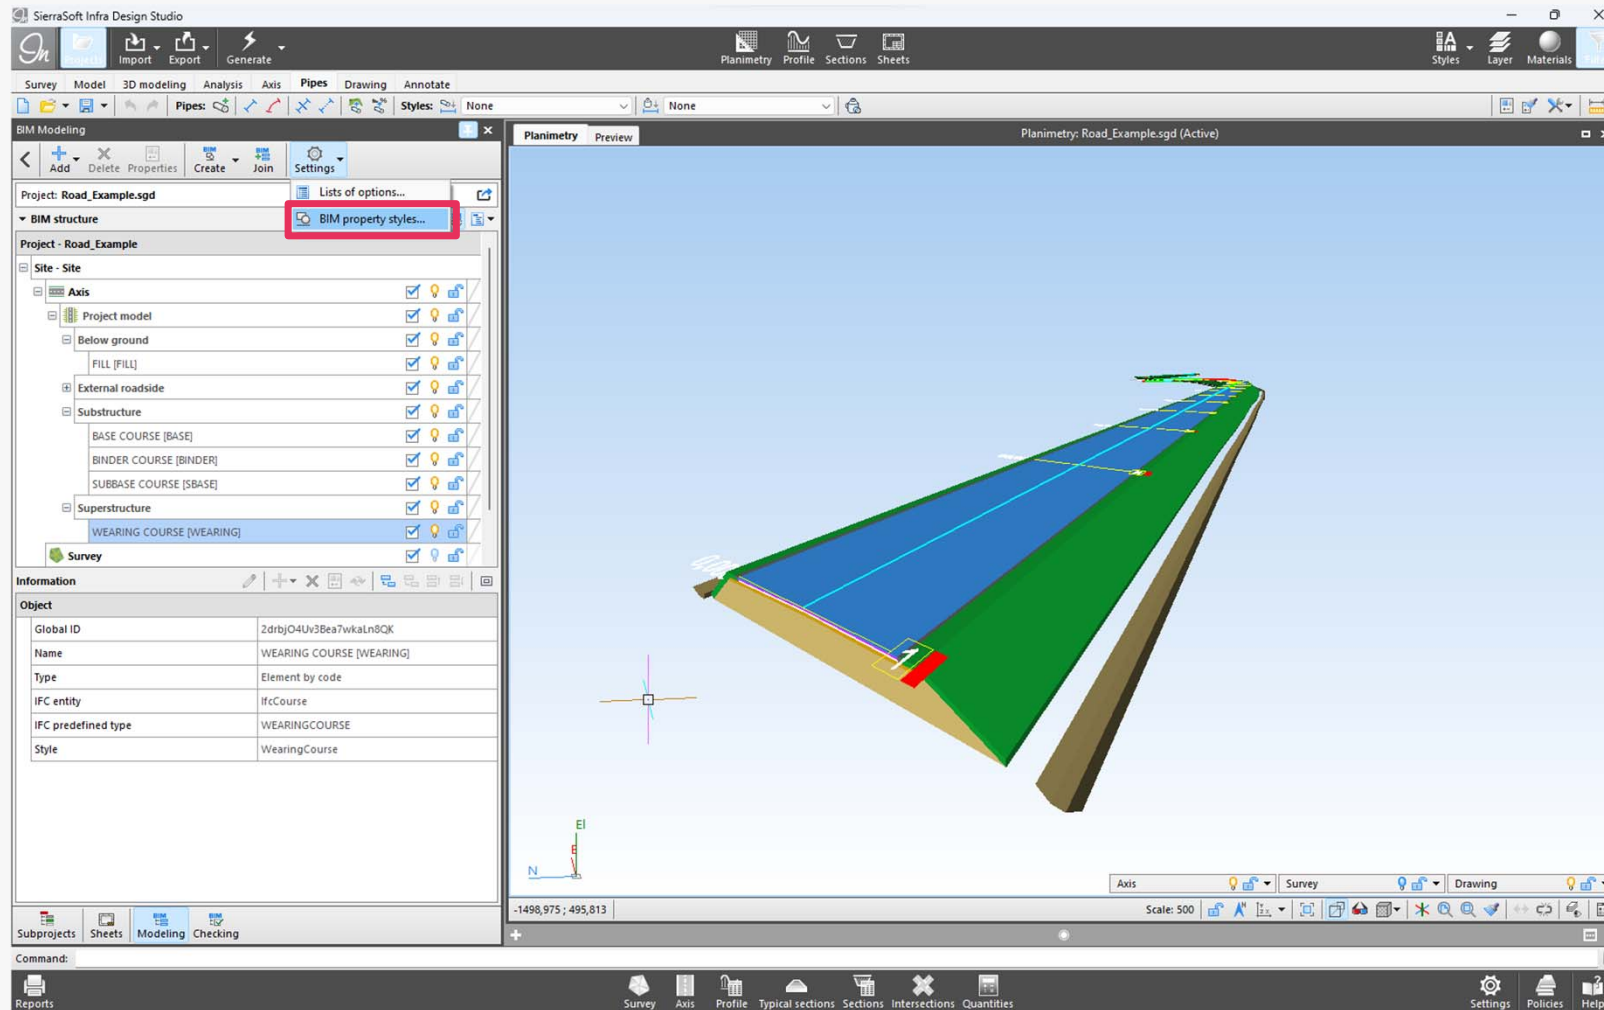 SierraSoft Infra Design Studio
Import Export Generate
Planimetry Profile Sections Sheets
Styles Layer Materials
Survey Model 3D modeling Analysis Axis Pipes Drawing Annotate
Pipes: Styles: None None
BIM Modeling
Planimetry Preview Planimetry: Road_Example.sgd (Active)
Add Delete Properties Create Join Settings
Project: Road_Example.sgd
Lists of options...
BIM structure
BIM property styles...
Project - Road_Example
Site - Site
Axis
Project model
Below ground
FILL [FILL]
External roadside
Substructure
BASE COURSE [BASE]
BINDER COURSE [BINDER]
SUBBASE COURSE [SBASE]
Superstructure
WEARING COURSE [WEARING]
Survey
Information
Object
Global ID 2drbjO4Uv3Bea7wkaLn8QK
Name WEARING COURSE [WEARING]
Type Element by code
IFC entity IfcCourse
IFC predefined type WEARINGCOURSE
Style WearingCourse
1
El
E
N
Axis Survey Drawing
-1498,975 ; 495,813 Scale: 500
Subprojects Sheets Modeling Checking
Command:
Reports
Survey Axis Profile Typical sections Sections Intersections Quantities
Settings Policies Help